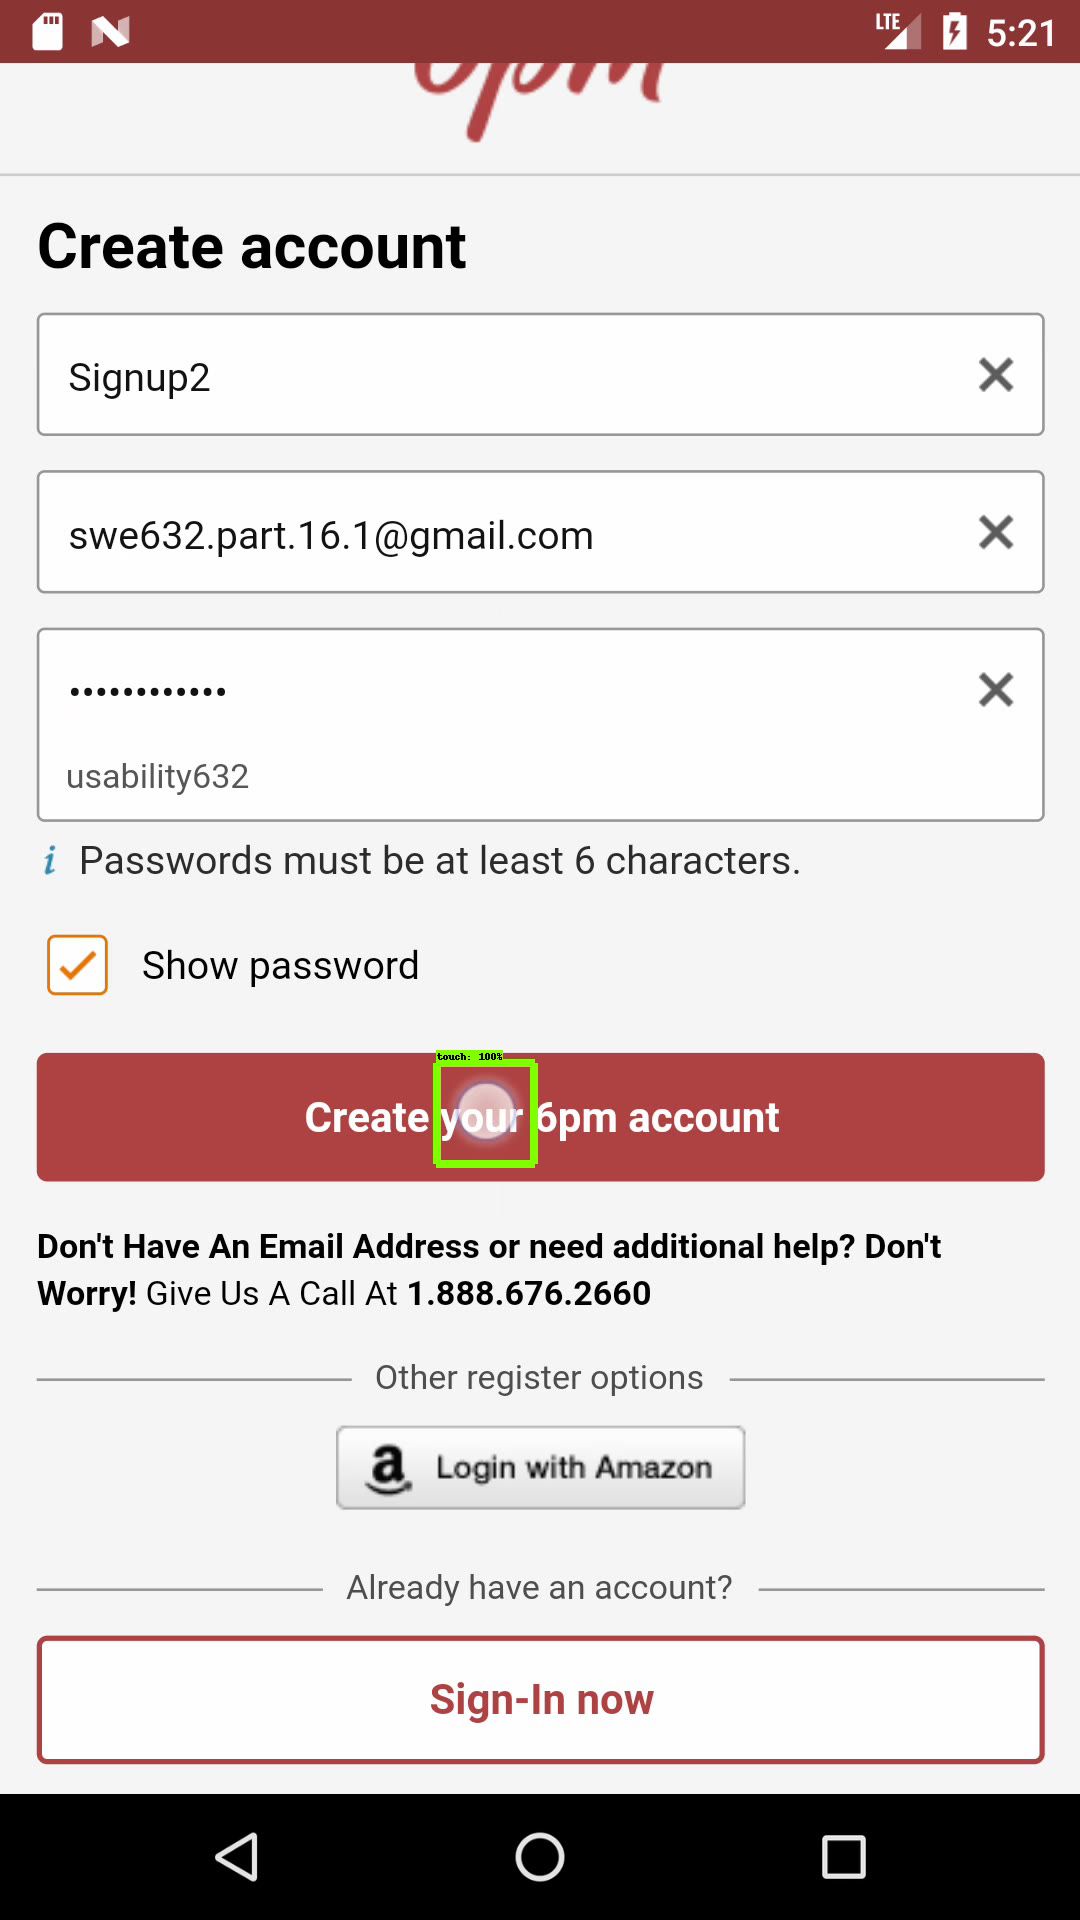 LTE 5:21
6pm
Create account
Signup2
swe632.part.16.1@gmail.com
••••••••••••
usability632
i Passwords must be at least 6 characters.
Show password
touch: 100%
Create your 6pm account
Don't Have An Email Address or need additional help? Don't
Worry! Give Us A Call At 1.888.676.2660
Other register options
a Login with Amazon
Already have an account?
Sign-In now